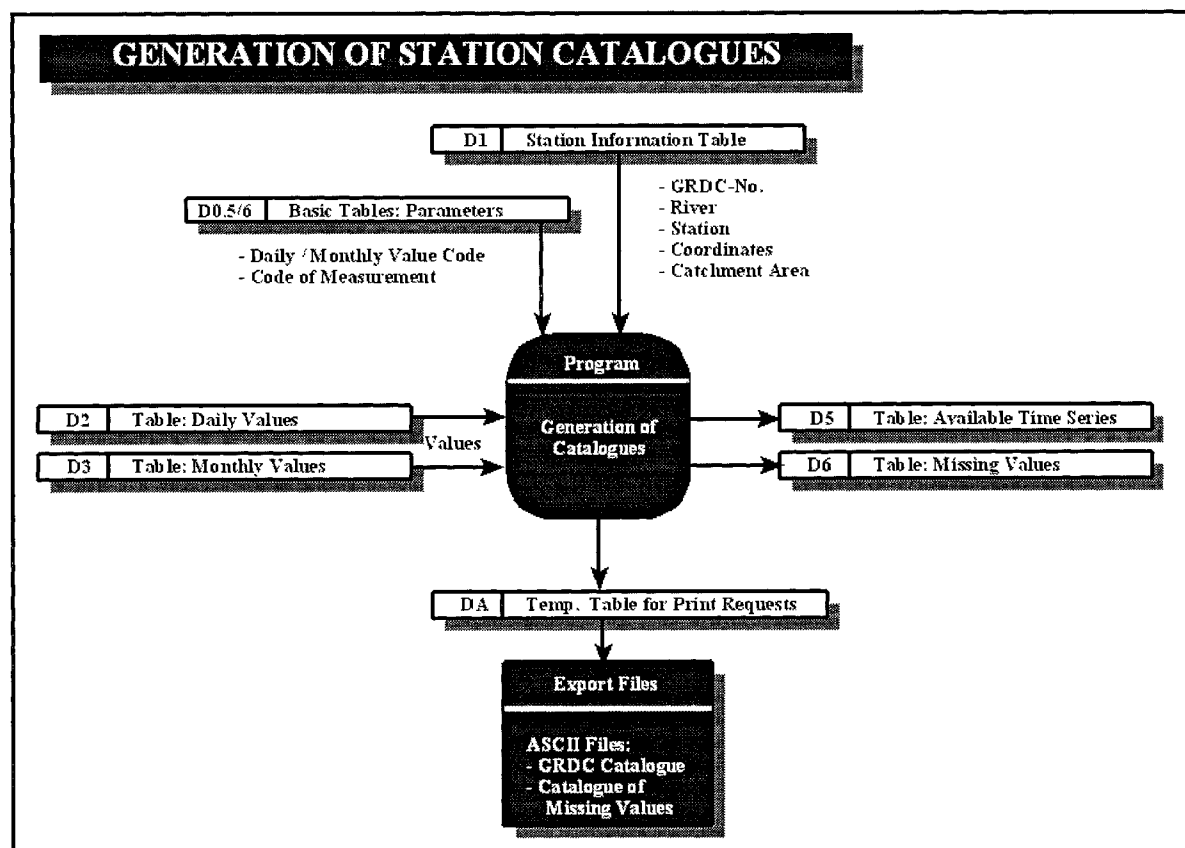 GENERATION OF STATION CATALOGUES
D1 Station Information Table
- GRDC-No.
- River
- Station
- Coordinates
- Catchment Area
D0.5/6 Basic Tables: Parameters
- Daily / Monthly Value Code
- Code of Measurement
Program
Generation of
Catalogues
D2 Table: Daily Values
Values
D3 Table: Monthly Values
D5 Table: Available Time Series
D6 Table: Missing Values
DA Temp. Table for Print Requests
Export Files
ASCII Files:
- GRDC Catalogue
- Catalogue of
Missing Values